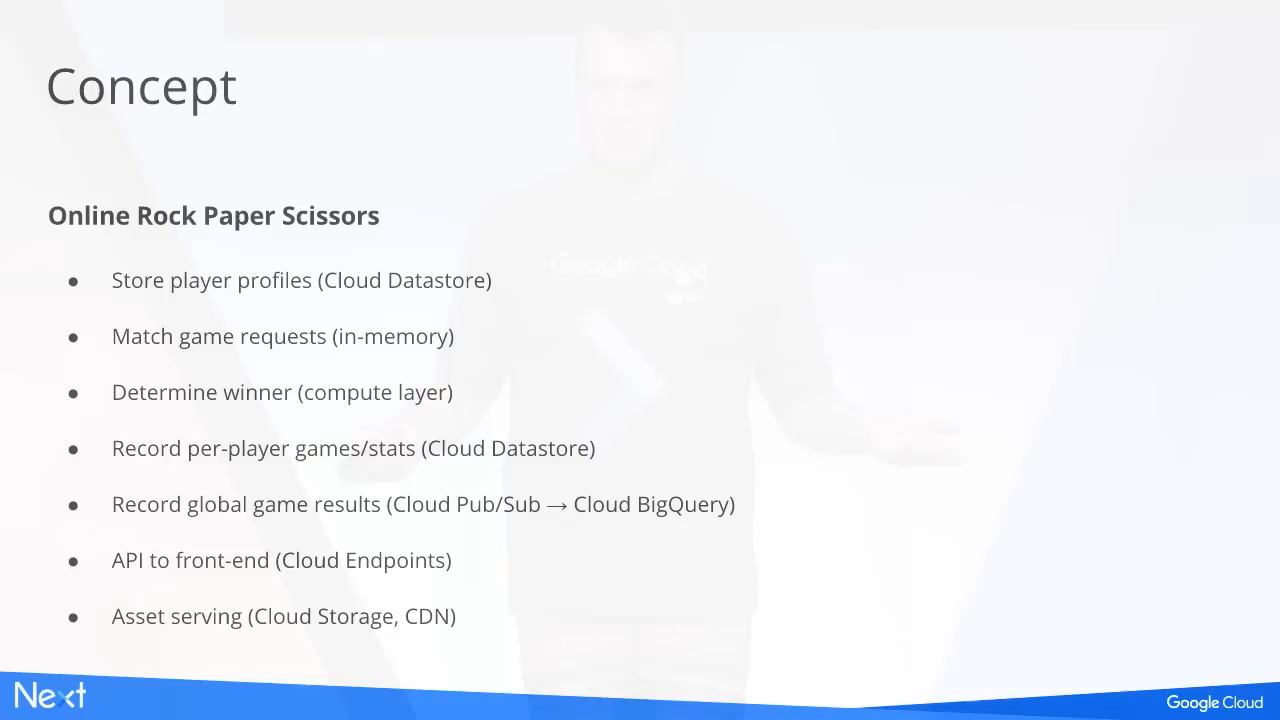 Concept
Online Rock Paper Scissors
● Store player profiles (Cloud Datastore)
● Match game requests (in-memory)
● Determine winner (compute layer)
● Record per-player games/stats (Cloud Datastore)
● Record global game results (Cloud Pub/Sub → Cloud BigQuery)
● API to front-end (Cloud Endpoints)
● Asset serving (Cloud Storage, CDN)
Google Cloud
Next
Google Cloud